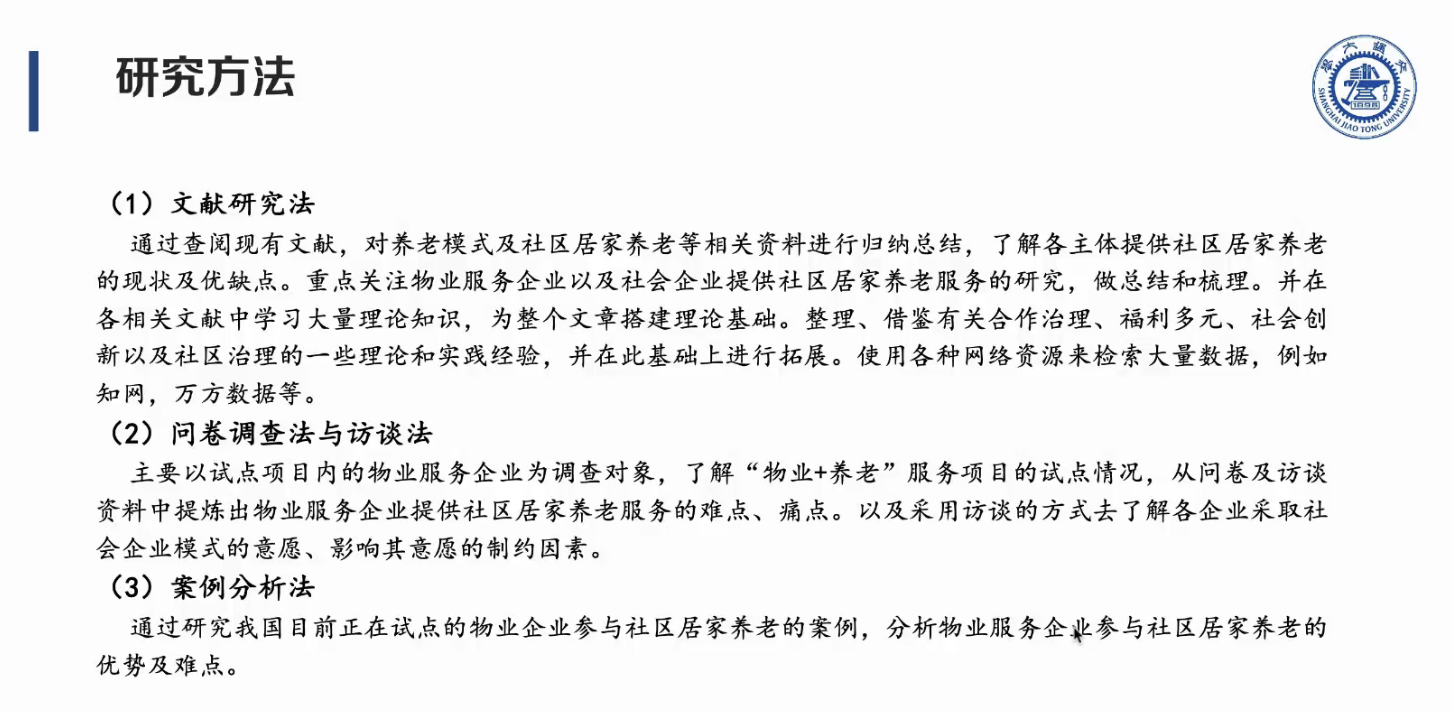 研究方法
SHANGHAI JIAO TONG UNIVERSITY
1896
（1）文献研究法
通过查阅现有文献，对养老模式及社区居家养老等相关资料进行归纳总结，了解各主体提供社区居家养老
的现状及优缺点。重点关注物业服务企业以及社会企业提供社区居家养老服务的研究，做总结和梳理。并在
各相关文献中学习大量理论知识，为整个文章搭建理论基础。整理、借鉴有关合作治理、福利多元、社会创
新以及社区治理的一些理论和实践经验，并在此基础上进行拓展。使用各种网络资源来检索大量数据，例如
知网，万方数据等。
（2）问卷调查法与访谈法
主要以试点项目内的物业服务企业为调查对象，了解“物业+养老”服务项目的试点情况，从问卷及访谈
资料中提炼出物业服务企业提供社区居家养老服务的难点、痛点。以及采用访谈的方式去了解各企业采取社
会企业模式的意愿、影响其意愿的制约因素。
（3）案例分析法
通过研究我国目前正在试点的物业企业参与社区居家养老的案例，分析物业服务企业参与社区居家养老的
优势及难点。